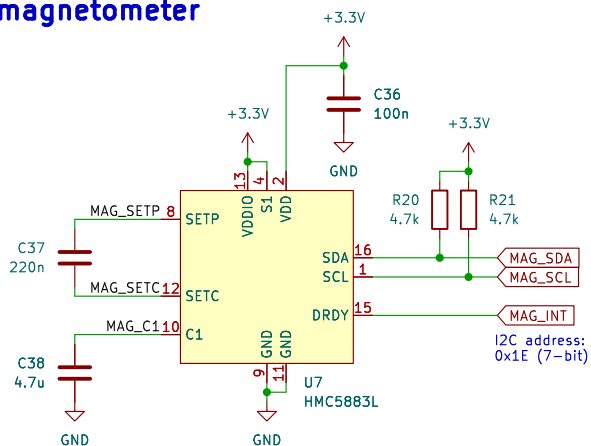 magnetometer
+3.3V
C36
100n
GND
+3.3V
+3.3V
13
4
2
VDDIO
S1
VDD
R20
4.7k
R21
4.7k
MAG_SETP
8
SETP
C37
220n
MAG_SETC
12
SETC
SDA
16
MAG_SDA
SCL
1
MAG_SCL
MAG_C1
10
C1
DRDY
15
MAG_INT
I2C address:
0x1E (7-bit)
C38
4.7u
GND
GND
9
11
U7
HMC5883L
GND
GND